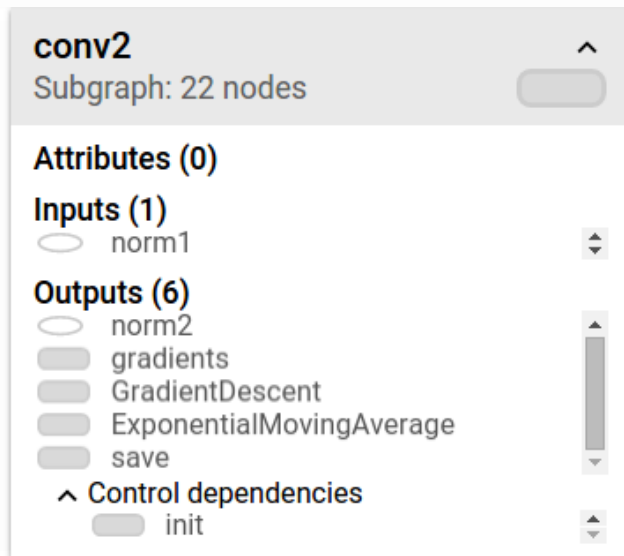 conv2
Subgraph: 22 nodes
Attributes (0)
Inputs (1)
norm1
Outputs (6)
norm2
gradients
GradientDescent
ExponentialMovingAverage
save
Control dependencies
init